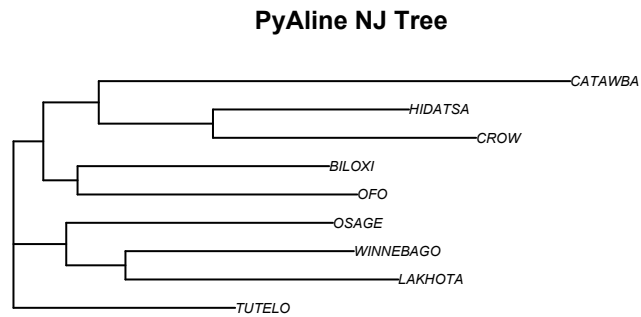 PyAline NJ Tree
CATAWBA
HIDATSA
CROW
BILOXI
OFO
OSAGE
WINNEBAGO
LAKHOTA
TUTELO